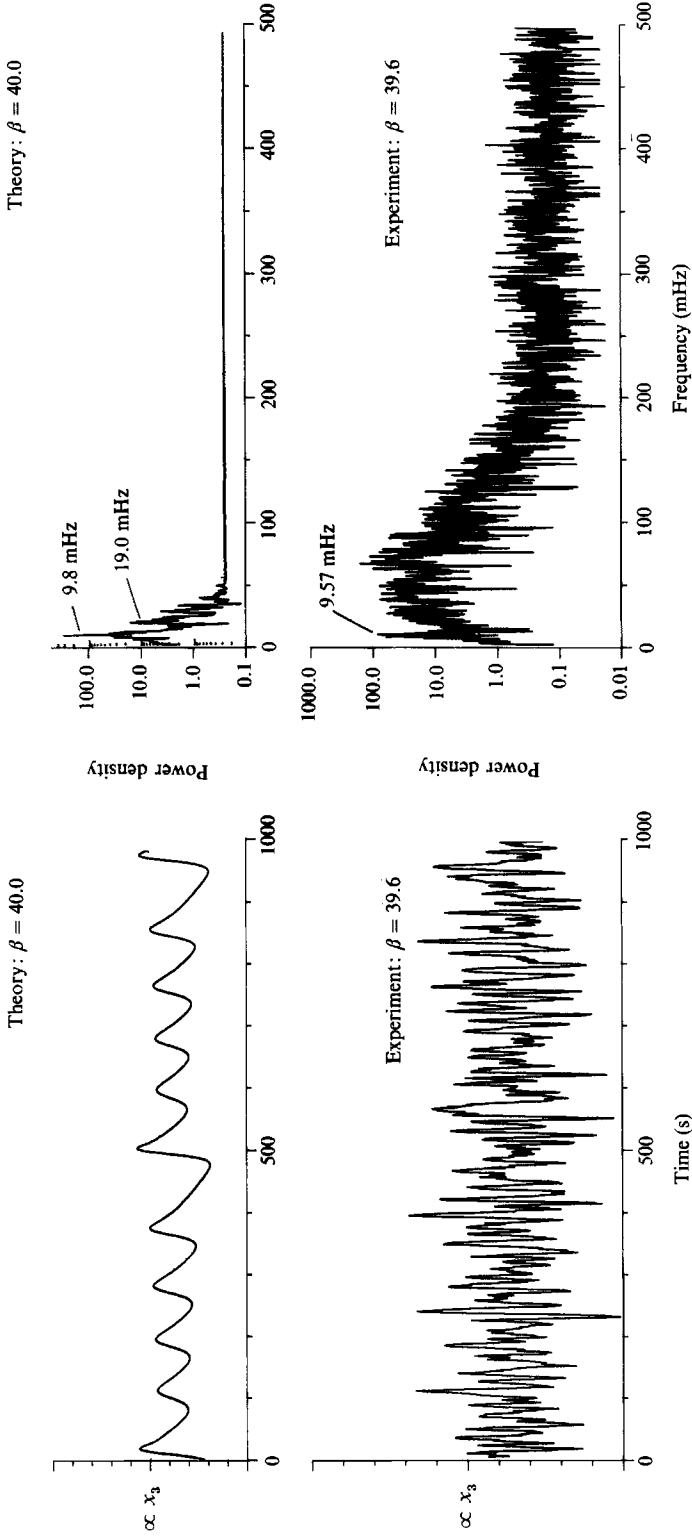 Theory: β = 40.0
∝ x₃
0
500
1000
Experiment: β = 39.6
∝ x₃
0
500
1000
Time (s)
Theory: β = 40.0
Power density
100.0
10.0
1.0
0.1
9.8 mHz
19.0 mHz
0
100
200
300
400
500
Experiment: β = 39.6
Power density
1000.0
100.0
10.0
1.0
0.1
0.01
9.57 mHz
0
100
200
300
400
500
Frequency (mHz)